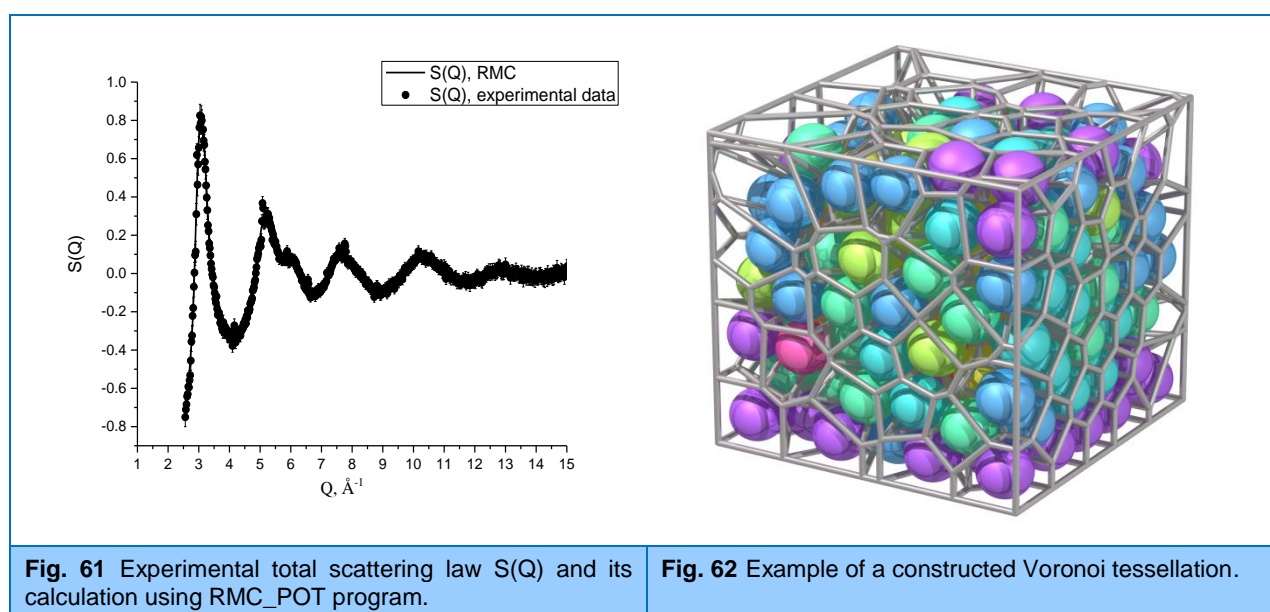 S(Q), RMC
S(Q), experimental data
1.0
0.8
0.6
0.4
0.2
0.0
-0.2
-0.4
-0.6
-0.8
S(Q)
1 2 3 4 5 6 7 8 9 10 11 12 13 14 15
Q, Å⁻¹
Fig. 61 Experimental total scattering law S(Q) and its
calculation using RMC_POT program.
Fig. 62 Example of a constructed Voronoi tessellation.